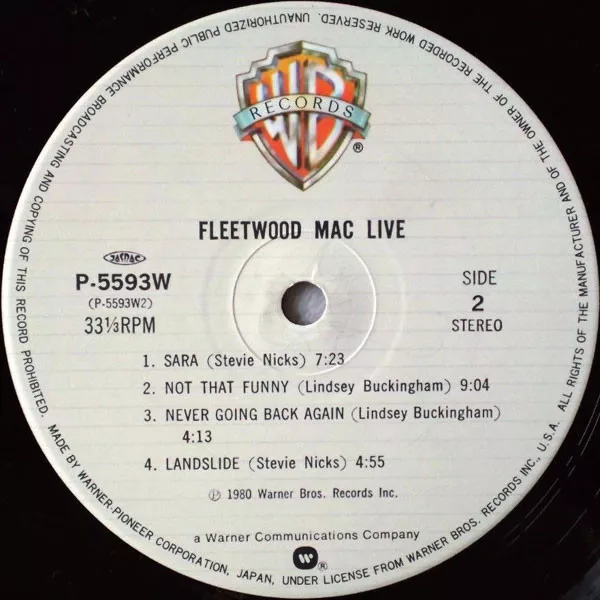 ALL RIGHTS OF THE MANUFACTURER AND OF THE OWNER OF THE RECORDED WORK RESERVED. UNAUTHORIZED PUBLIC PERFORMANCE BROADCASTING AND COPYING OF THIS RECORD PROHIBITED.
WB
RECORDS
®
FLEETWOOD MAC LIVE
JASRAC
P-5593W
(P-5593W2)
33⅓RPM
SIDE
2
STEREO
1. SARA (Stevie Nicks) 7:23
2. NOT THAT FUNNY (Lindsey Buckingham) 9:04
3. NEVER GOING BACK AGAIN (Lindsey Buckingham)
4:13
4. LANDSLIDE (Stevie Nicks) 4:55
Ⓟ 1980 Warner Bros. Records Inc.
a Warner Communications Company
W®
MADE BY WARNER-PIONEER CORPORATION, JAPAN, UNDER LICENSE FROM WARNER BROS. RECORDS INC., U.S.A.